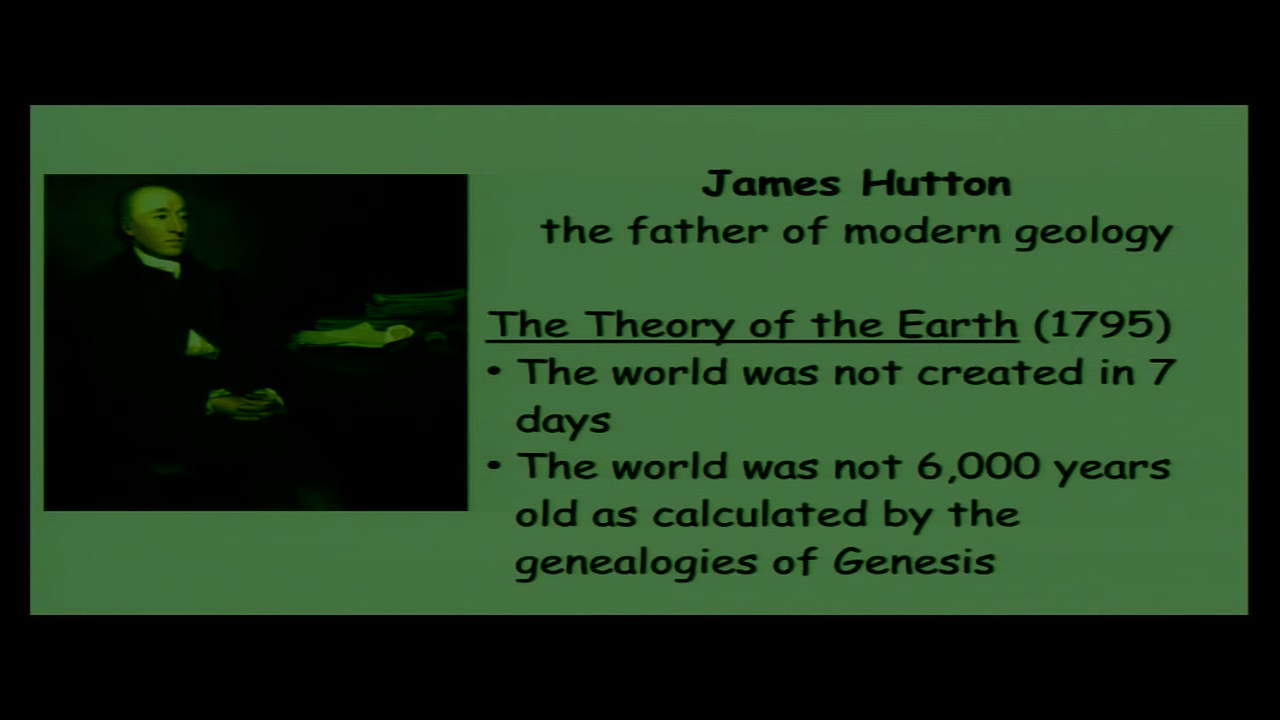 James Hutton
the father of modern geology
The Theory of the Earth (1795)
• The world was not created in 7
days
• The world was not 6,000 years
old as calculated by the
genealogies of Genesis